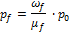 p_f = ω_f / μ_f · p_0